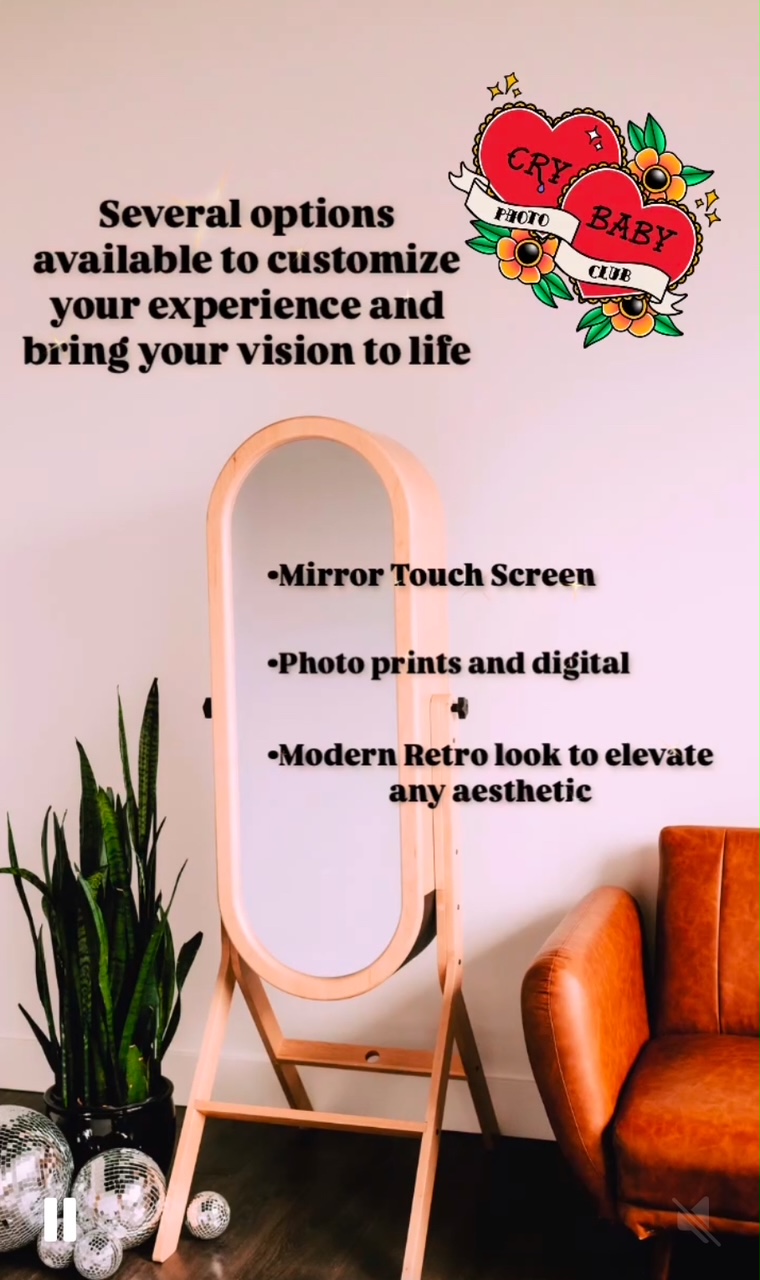 Several options
available to customize
your experience and
bring your vision to life
CRY
PHOTO
BABY
CLUB
•Mirror Touch Screen
•Photo prints and digital
•Modern Retro look to elevate
any aesthetic